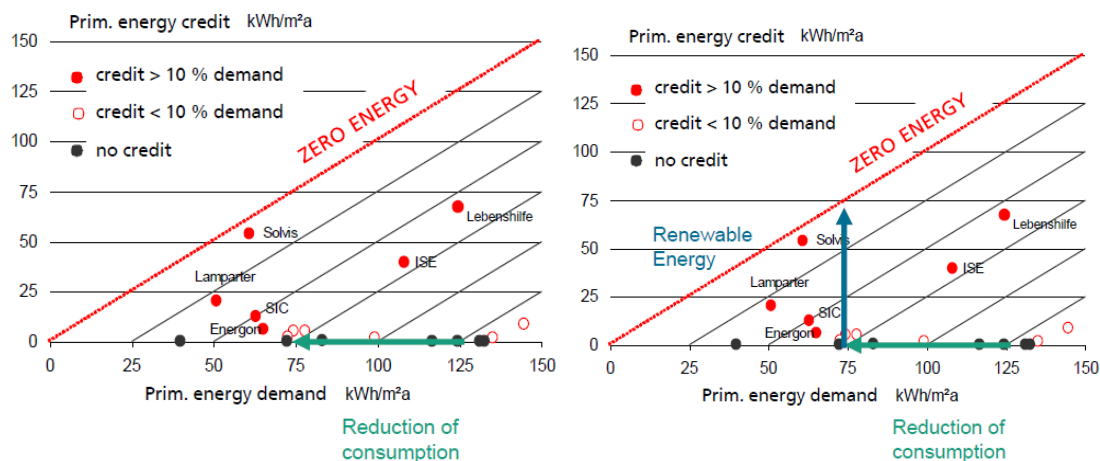 Prim. energy credit kWh/m²a
150
credit > 10 % demand
125
credit < 10 % demand
100
no credit
ZERO ENERGY
75
Lebenshilfe
50
Solvis
ISE
Lamparter
25
SIC
Energon
0
0 25 50 75 100 125 150
Prim. energy demand kWh/m²a
Reduction of
consumption
Prim. energy credit kWh/m²a
150
credit > 10 % demand
125
credit < 10 % demand
100
no credit
ZERO ENERGY
75
Lebenshilfe
Renewable
Energy
Solvis
50
ISE
Lamparter
25
SIC
Energon
0
0 25 50 75 100 125 150
Prim. energy demand kWh/m²a
Reduction of
consumption